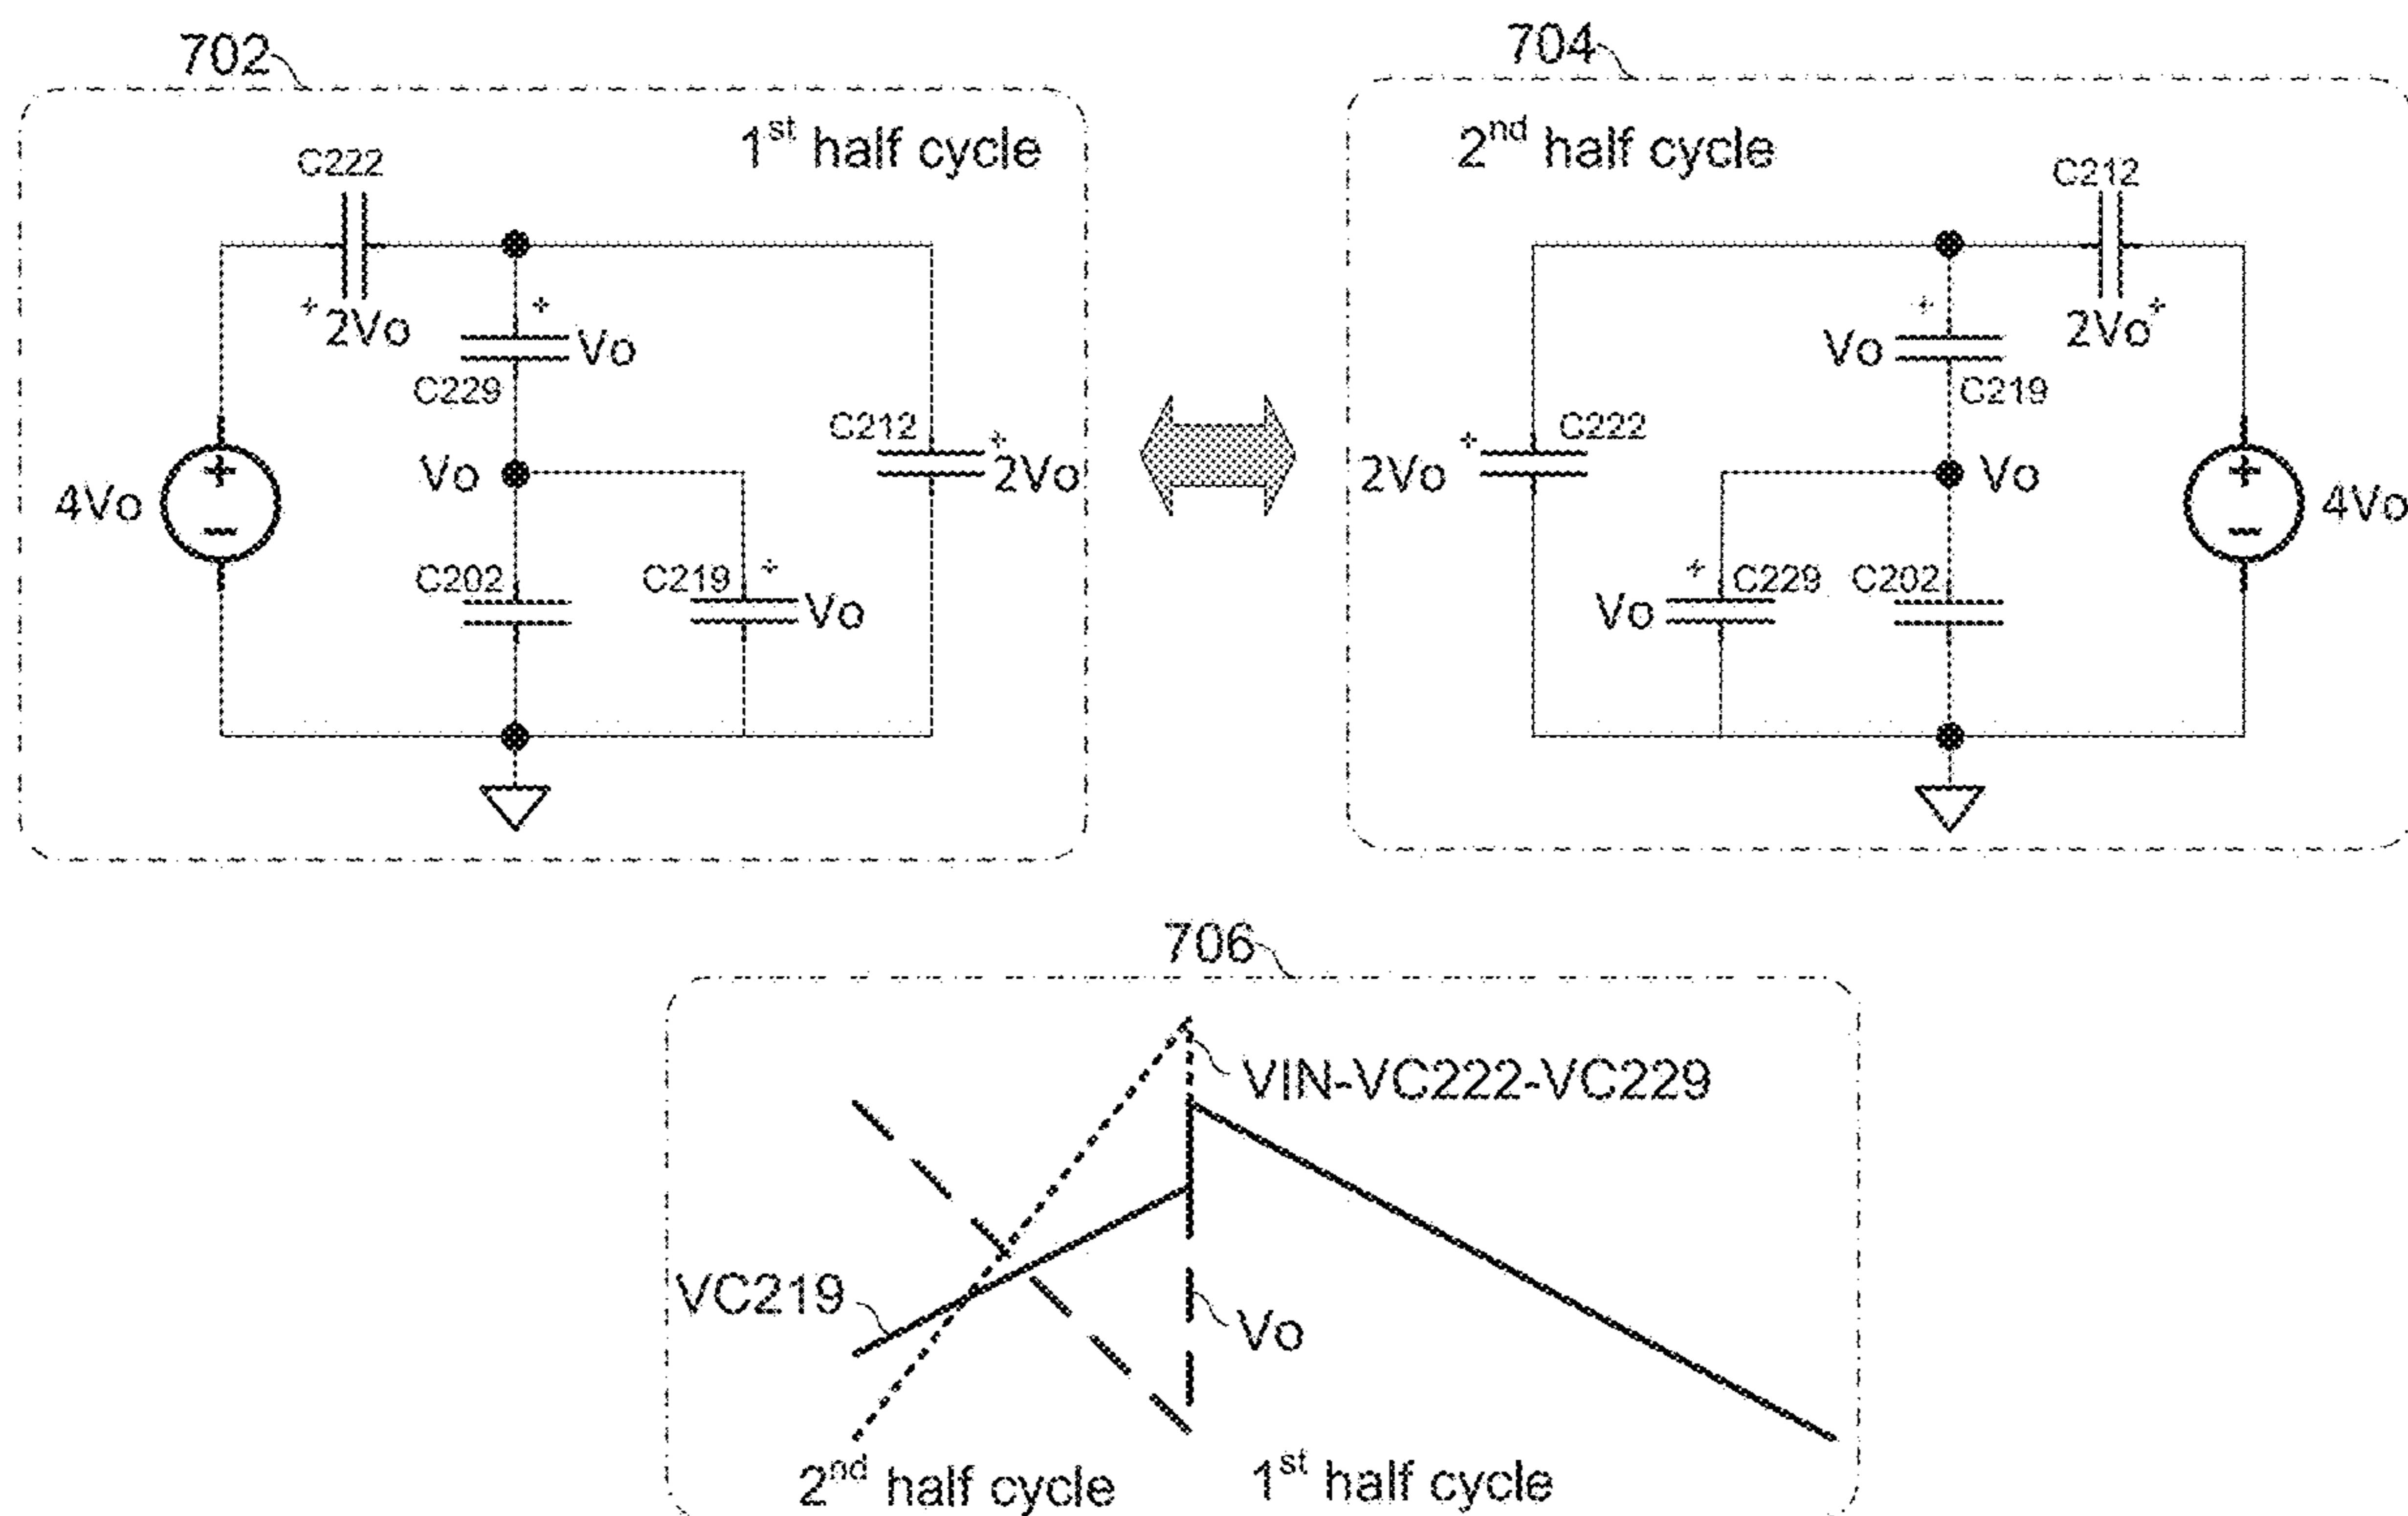 702
704
1st half cycle
2nd half cycle
C222
C212
+
2Vo
+
Vo
C229
+
Vo
C219
2Vo
+
C212
+
2Vo
+
C222
2Vo
Vo
Vo
4Vo
+
−
+
−
4Vo
C202
C219
+
Vo
+
C229
Vo
C202
706
VIN-VC222-VC229
VC219
Vo
2nd half cycle
1st half cycle